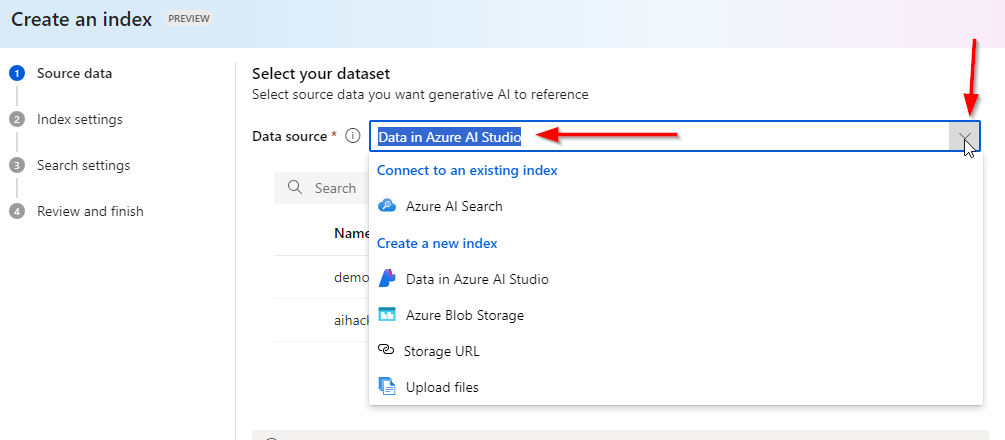 Create an index PREVIEW
1 Source data
2 Index settings
3 Search settings
4 Review and finish
Select your dataset
Select source data you want generative AI to reference
Data source * Data in Azure AI Studio
Connect to an existing index
Azure AI Search
Create a new index
Data in Azure AI Studio
Azure Blob Storage
Storage URL
Upload files
Search
Name
demo
aihack